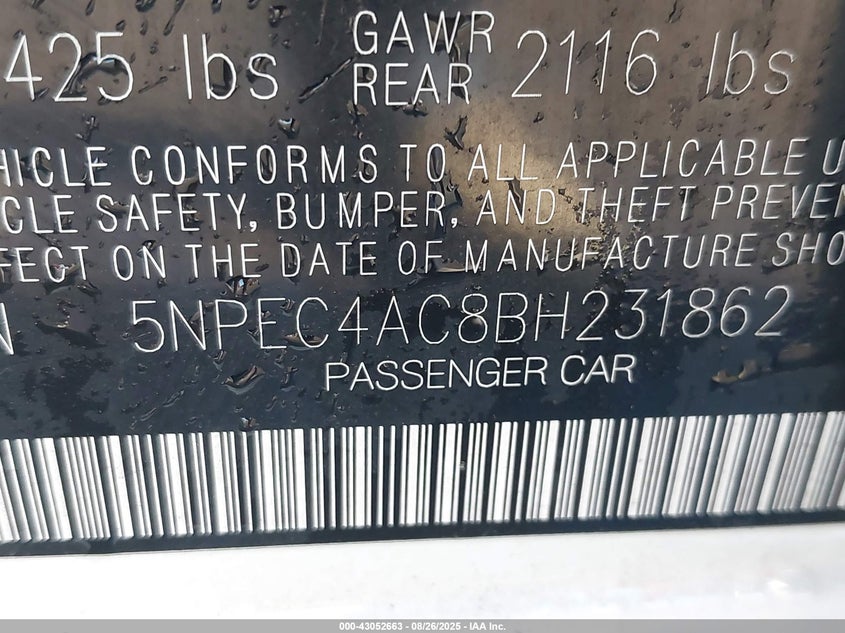 425 lbs GAWR REAR 2116 lbs
HICLE CONFORMS TO ALL APPLICABLE U
CLE SAFETY, BUMPER, AND THEFT PREVEN
FECT ON THE DATE OF MANUFACTURE SHO
N 5NPEC4AC8BH231862
PASSENGER CAR
000-43052663 - 08/26/2025 - IAA Inc.